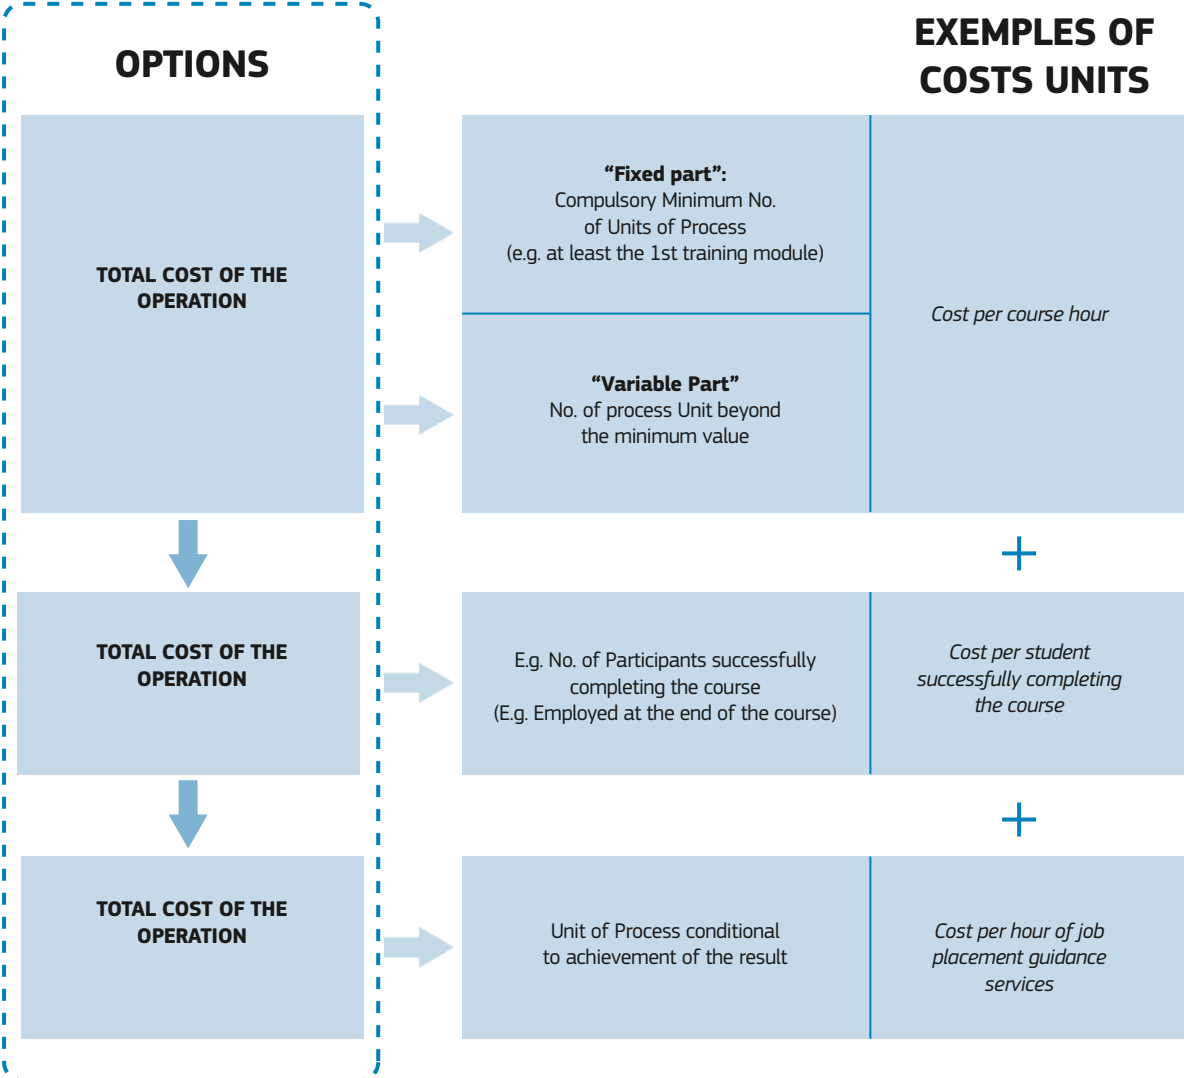 OPTIONS
EXEMPLES OF
COSTS UNITS
TOTAL COST OF THE
OPERATION
“Fixed part”:
Compulsory Minimum No.
of Units of Process
(e.g. at least the 1st training module)
“Variable Part”
No. of process Unit beyond
the minimum value
Cost per course hour
+
TOTAL COST OF THE
OPERATION
E.g. No. of Participants successfully
completing the course
(E.g. Employed at the end of the course)
Cost per student
successfully completing
the course
+
TOTAL COST OF THE
OPERATION
Unit of Process conditional
to achievement of the result
Cost per hour of job
placement guidance
services